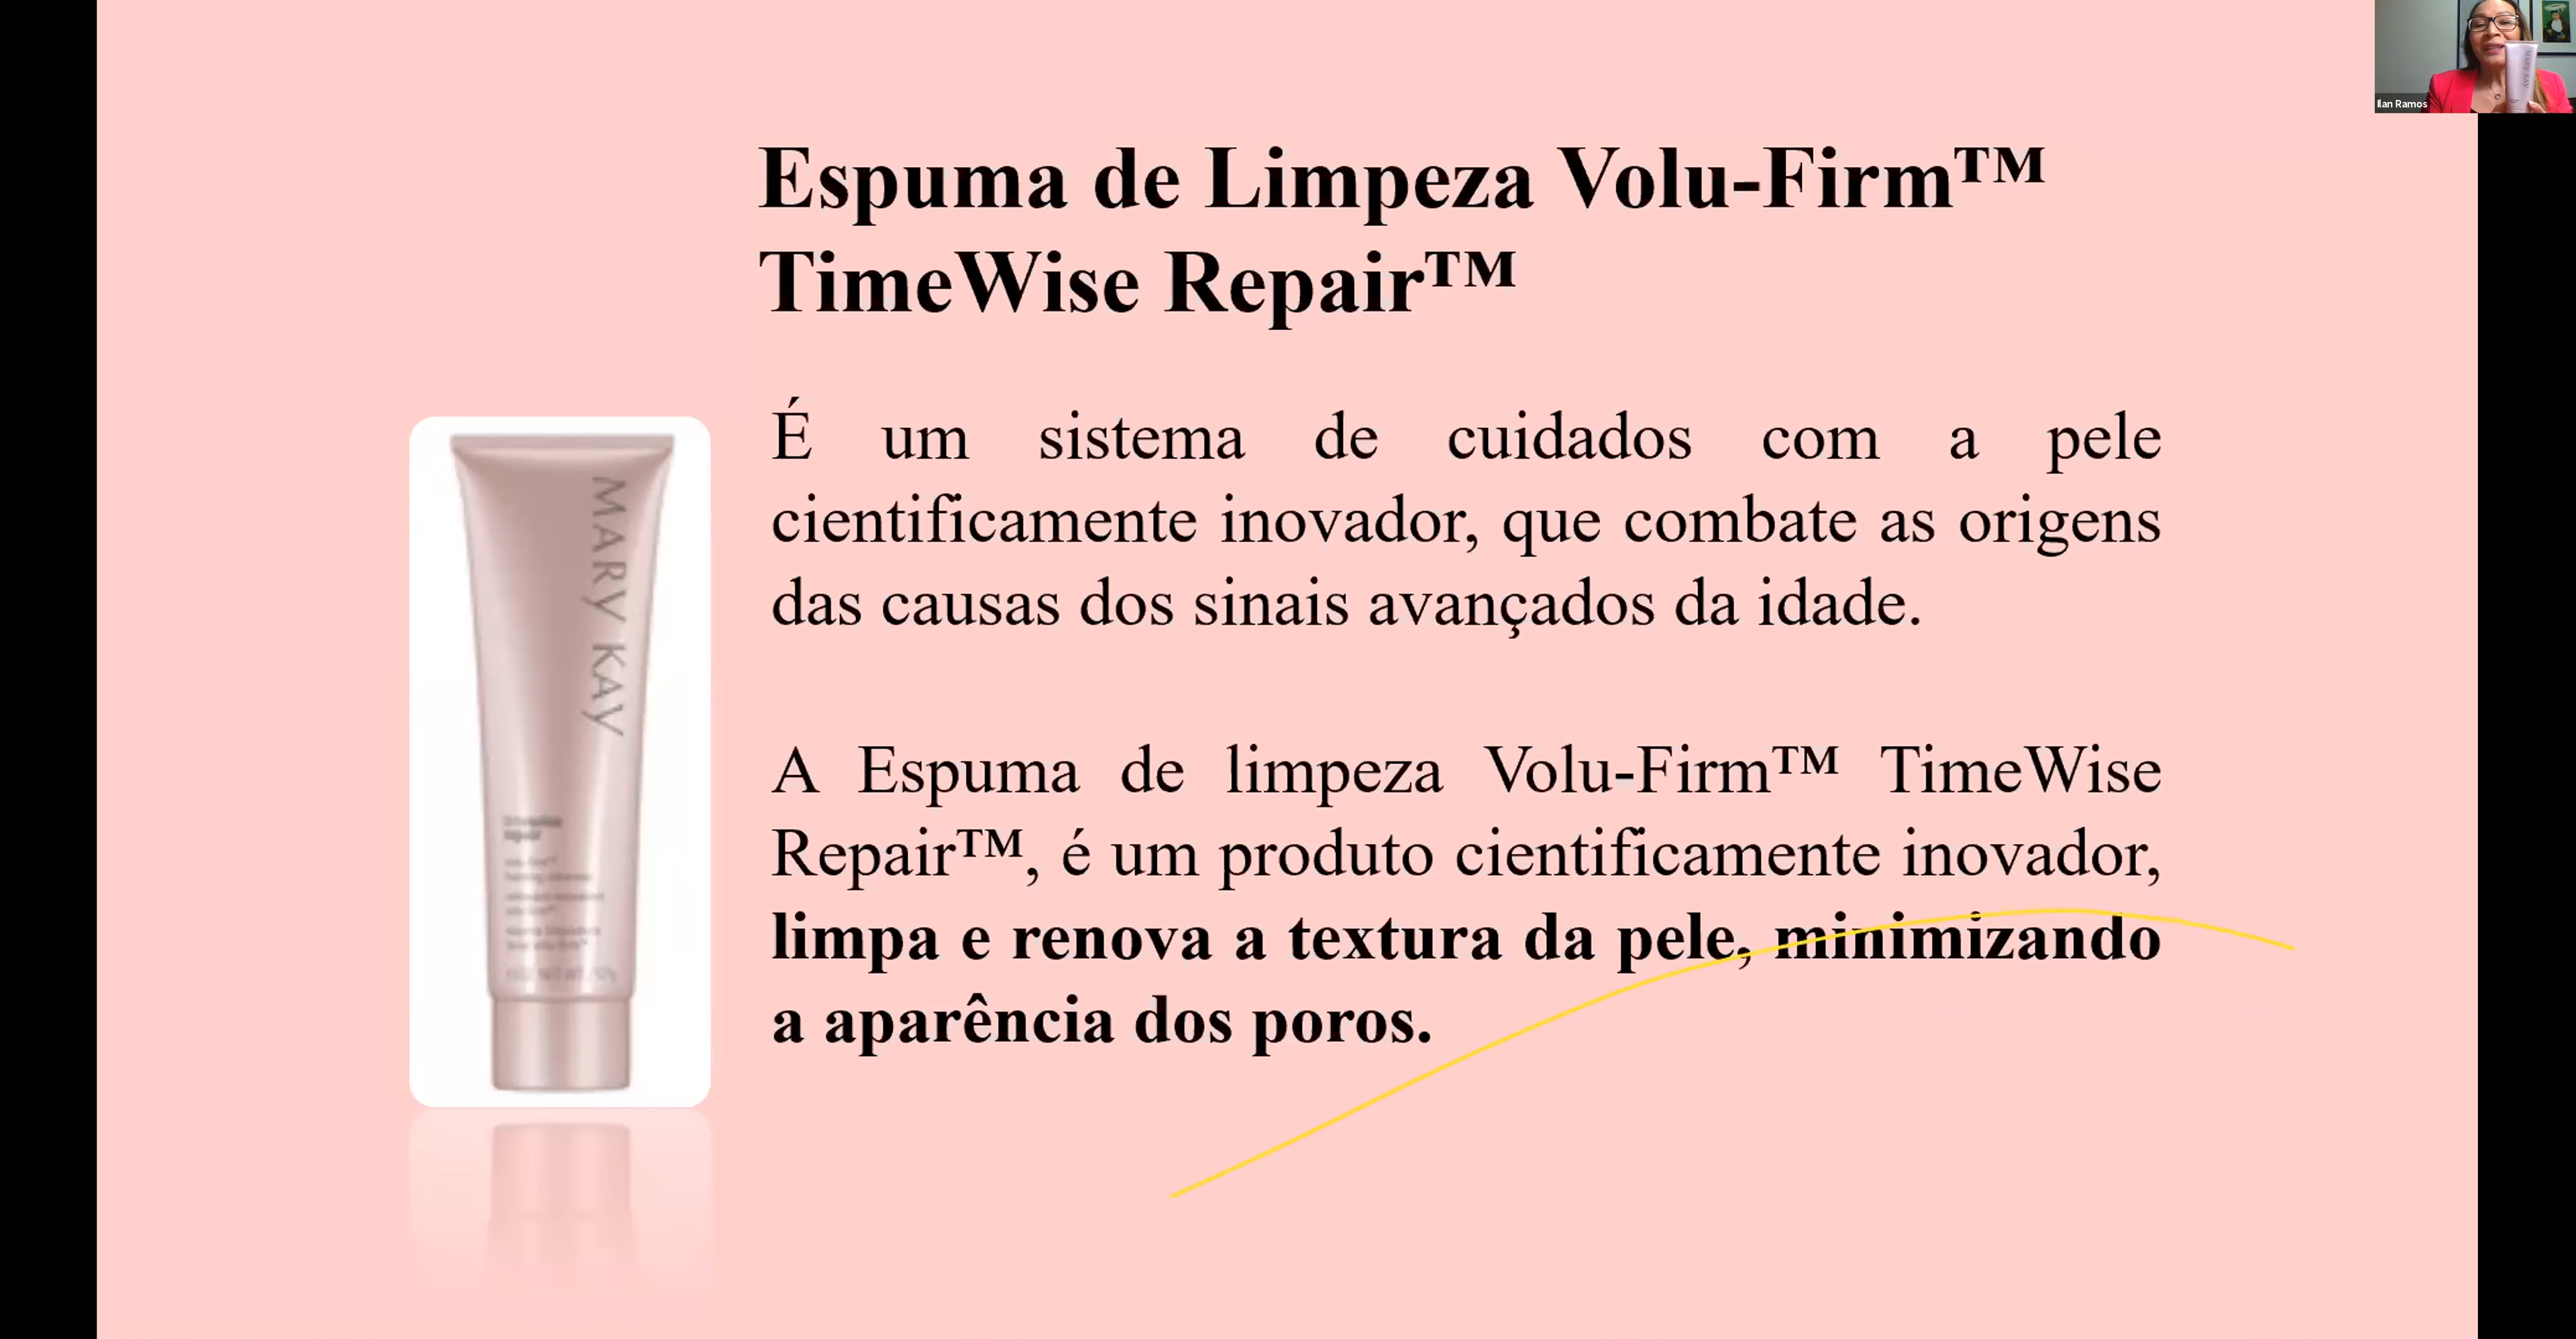 Ilan Ramos
Espuma de Limpeza Volu-Firm™
TimeWise Repair™
É um sistema de cuidados com a pele
cientificamente inovador, que combate as origens
das causas dos sinais avançados da idade.
A Espuma de limpeza Volu-Firm™ TimeWise
Repair™, é um produto cientificamente inovador,
limpa e renova a textura da pele, minimizando
a aparência dos poros.
MARY KAY